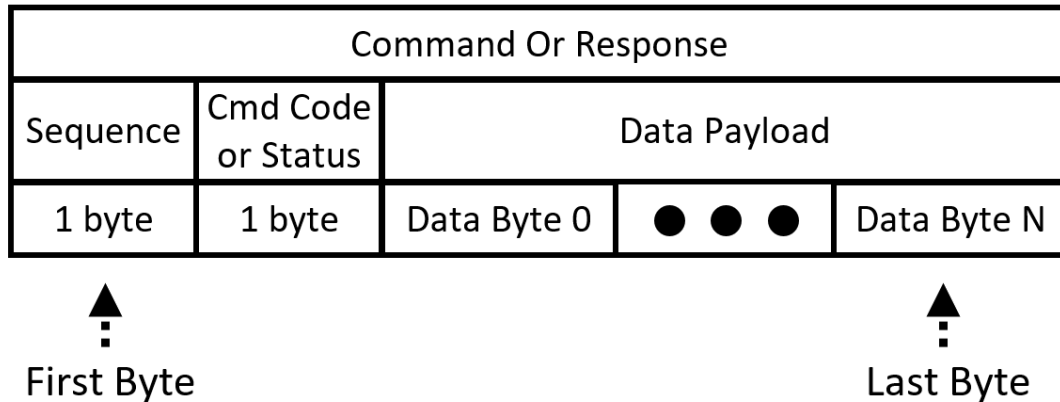 Command Or Response
Sequence
Cmd Code
or Status
Data Payload
1 byte
1 byte
Data Byte 0
Data Byte N
First Byte
Last Byte